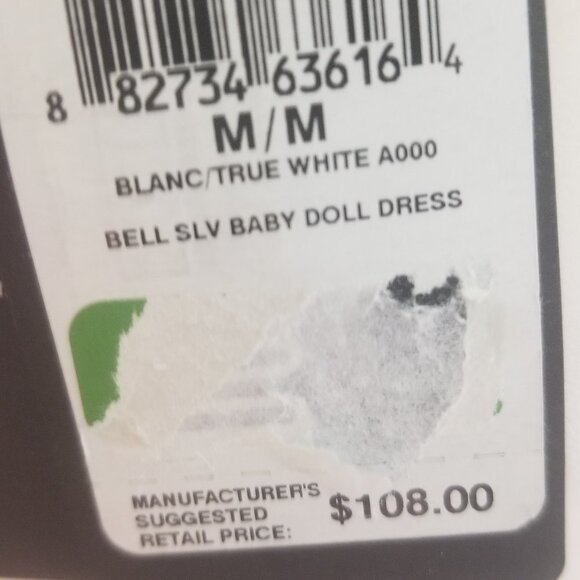 8 82734 63616 4
M/M
BLANC/TRUE WHITE A000
BELL SLV BABY DOLL DRESS
MANUFACTURER'S
SUGGESTED
RETAIL PRICE:
$108.00